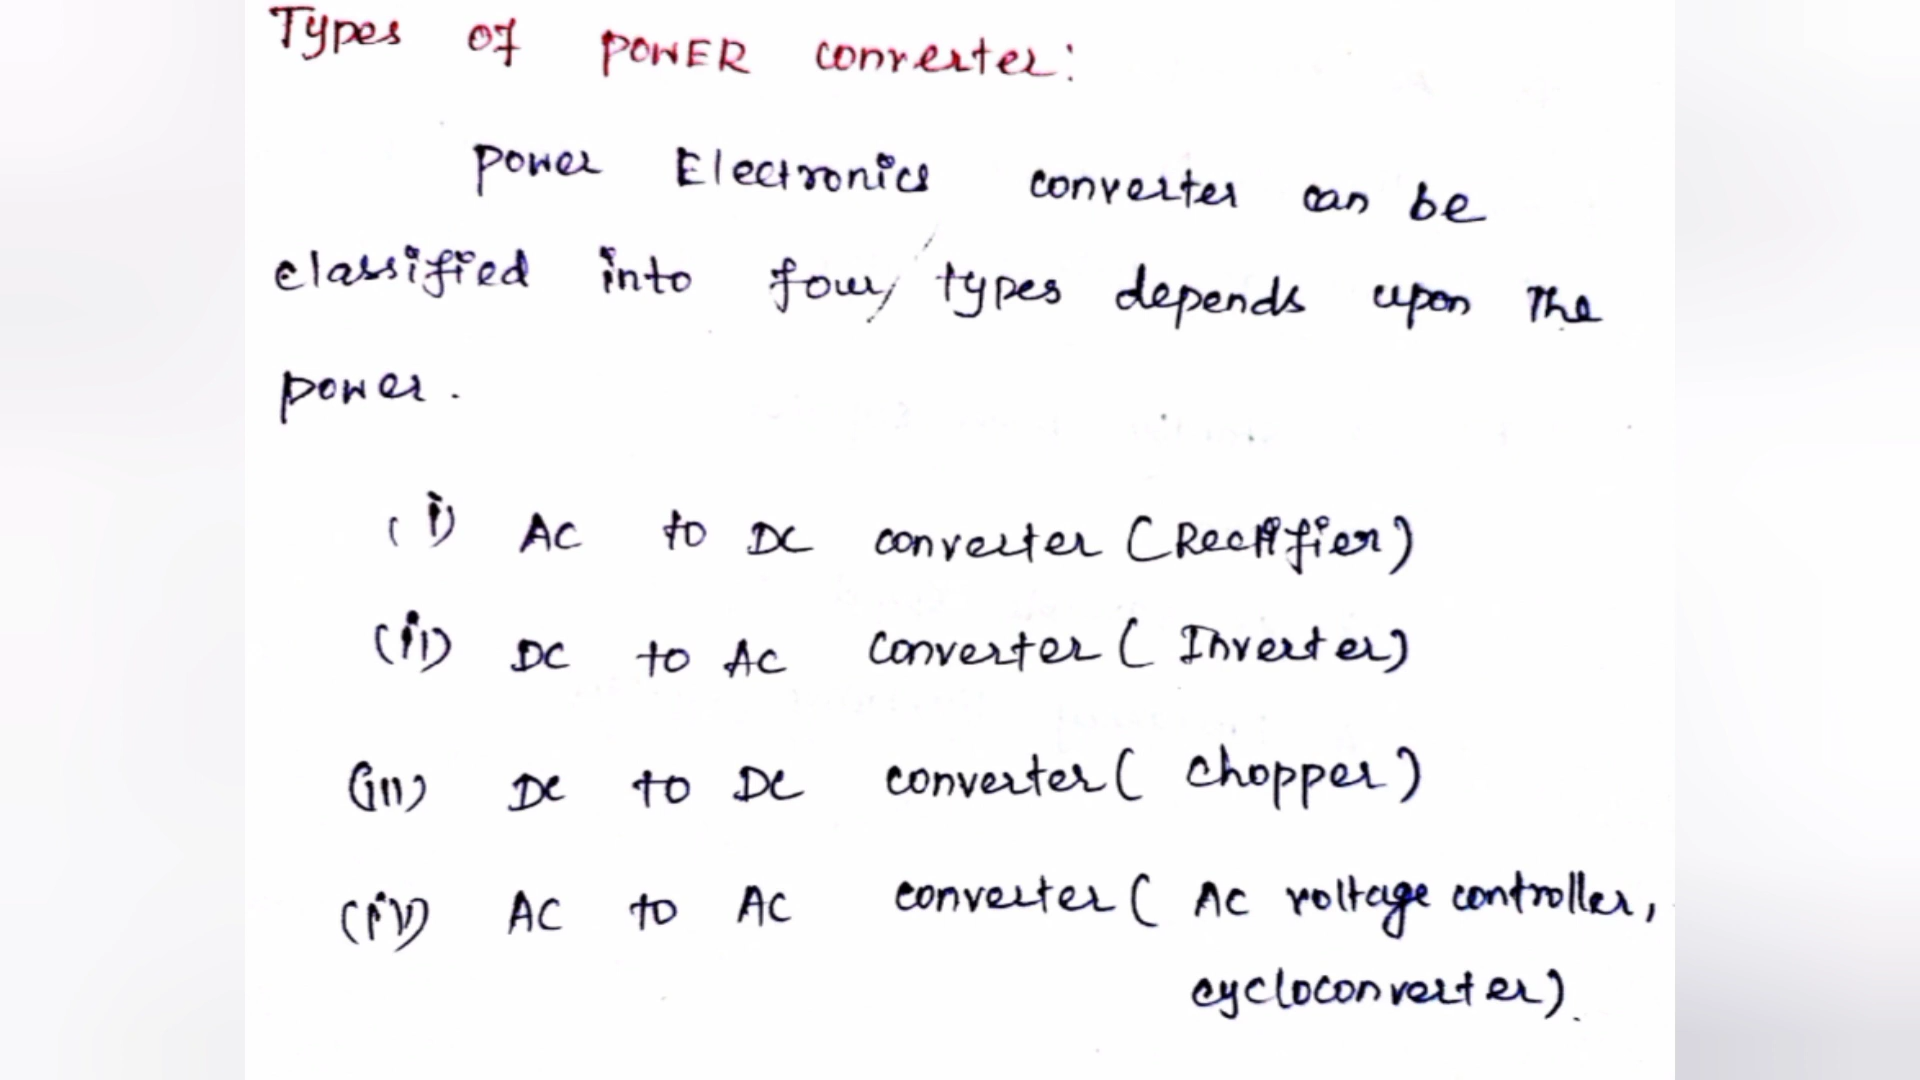 Types of POWER converter:
Power Electronics converter can be
classified into four types depends upon The
power.
(i) AC to DC converter (Rectifier)
(ii) DC to AC converter ( Inverter)
(iii) DC to DC converter ( chopper)
(iv) AC to AC converter ( AC voltage controller,
cycloconverter).